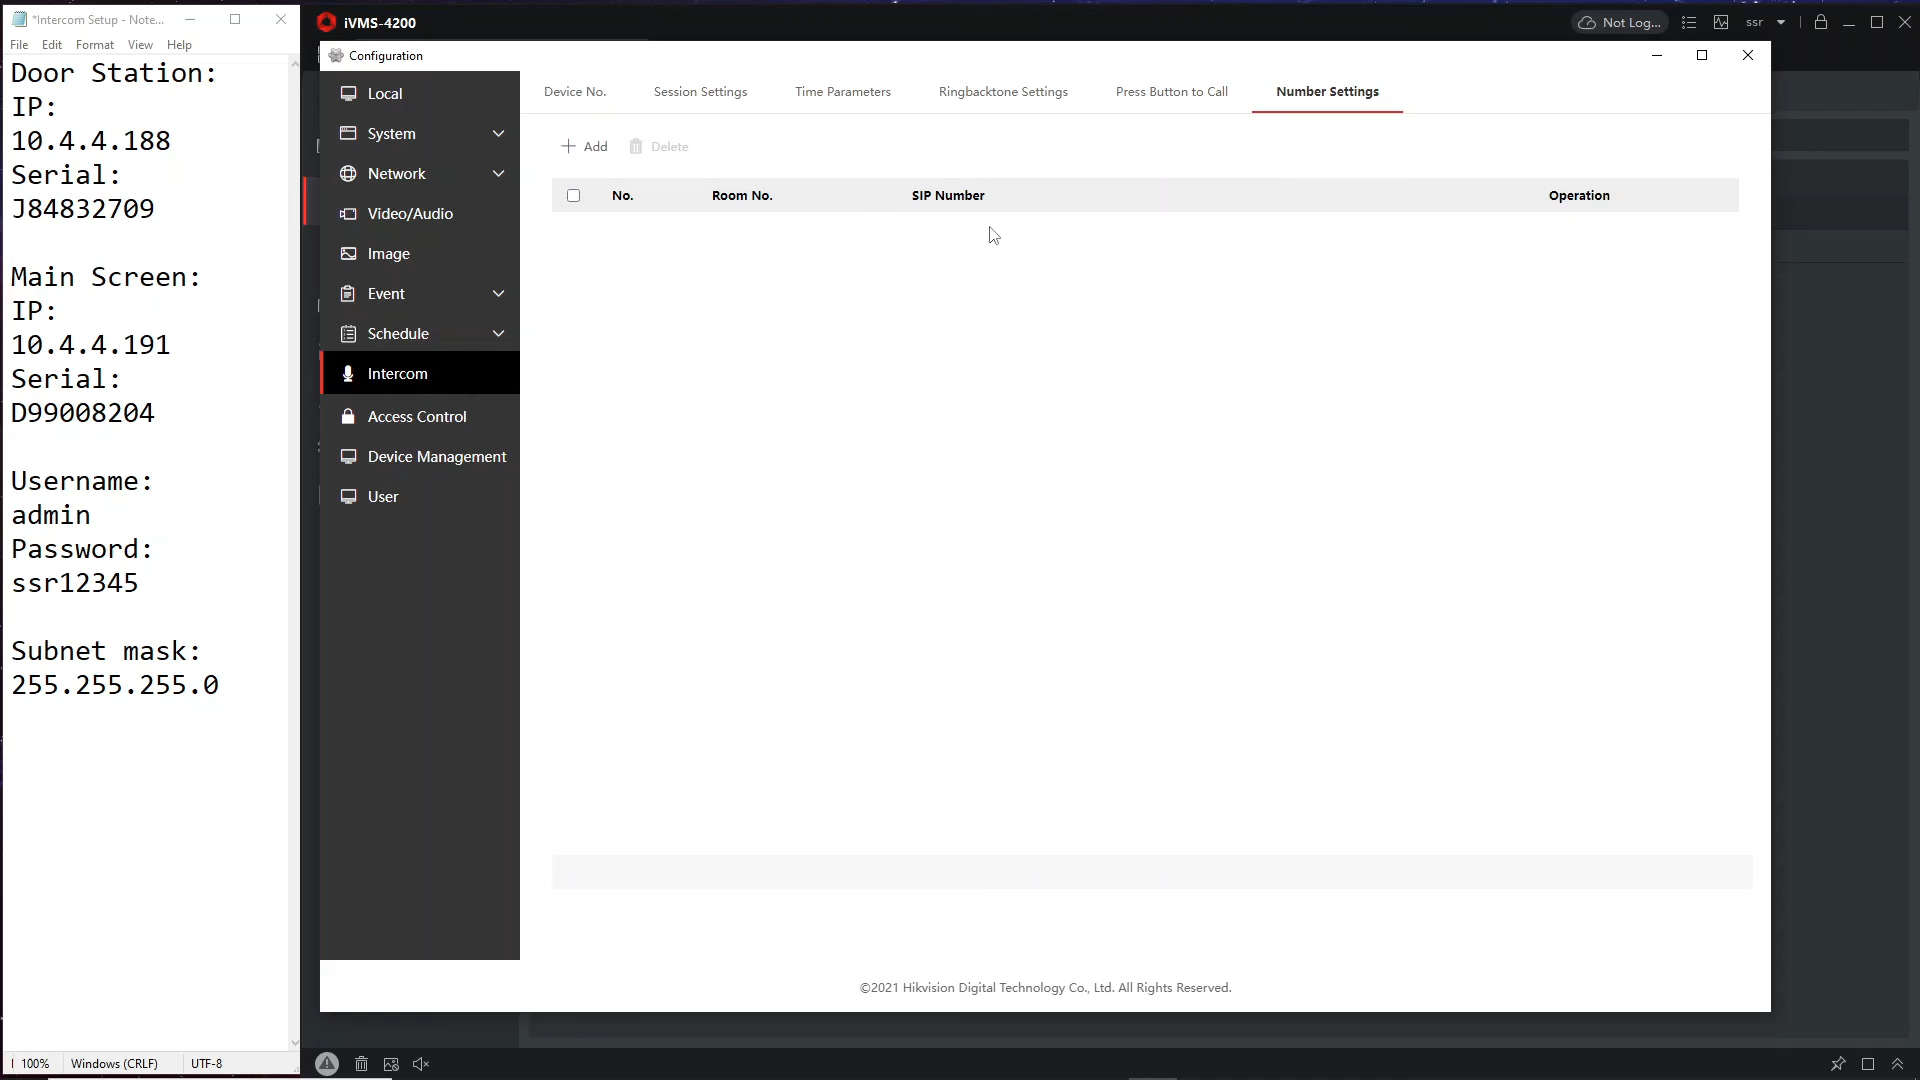 *Intercom Setup - Note...
File Edit Format View Help
Door Station:
IP:
10.4.4.188
Serial:
J84832709
Main Screen:
IP:
10.4.4.191
Serial:
D99008204
Username:
admin
Password:
ssr12345
Subnet mask:
255.255.255.0
100% Windows (CRLF) UTF-8
iVMS-4200
Not Log...
ssr
Configuration
Local
System
Network
Video/Audio
Image
Event
Schedule
Intercom
Access Control
Device Management
User
Device No. Session Settings Time Parameters Ringbacktone Settings Press Button to Call Number Settings
Add Delete
No. Room No. SIP Number Operation
©2021 Hikvision Digital Technology Co., Ltd. All Rights Reserved.